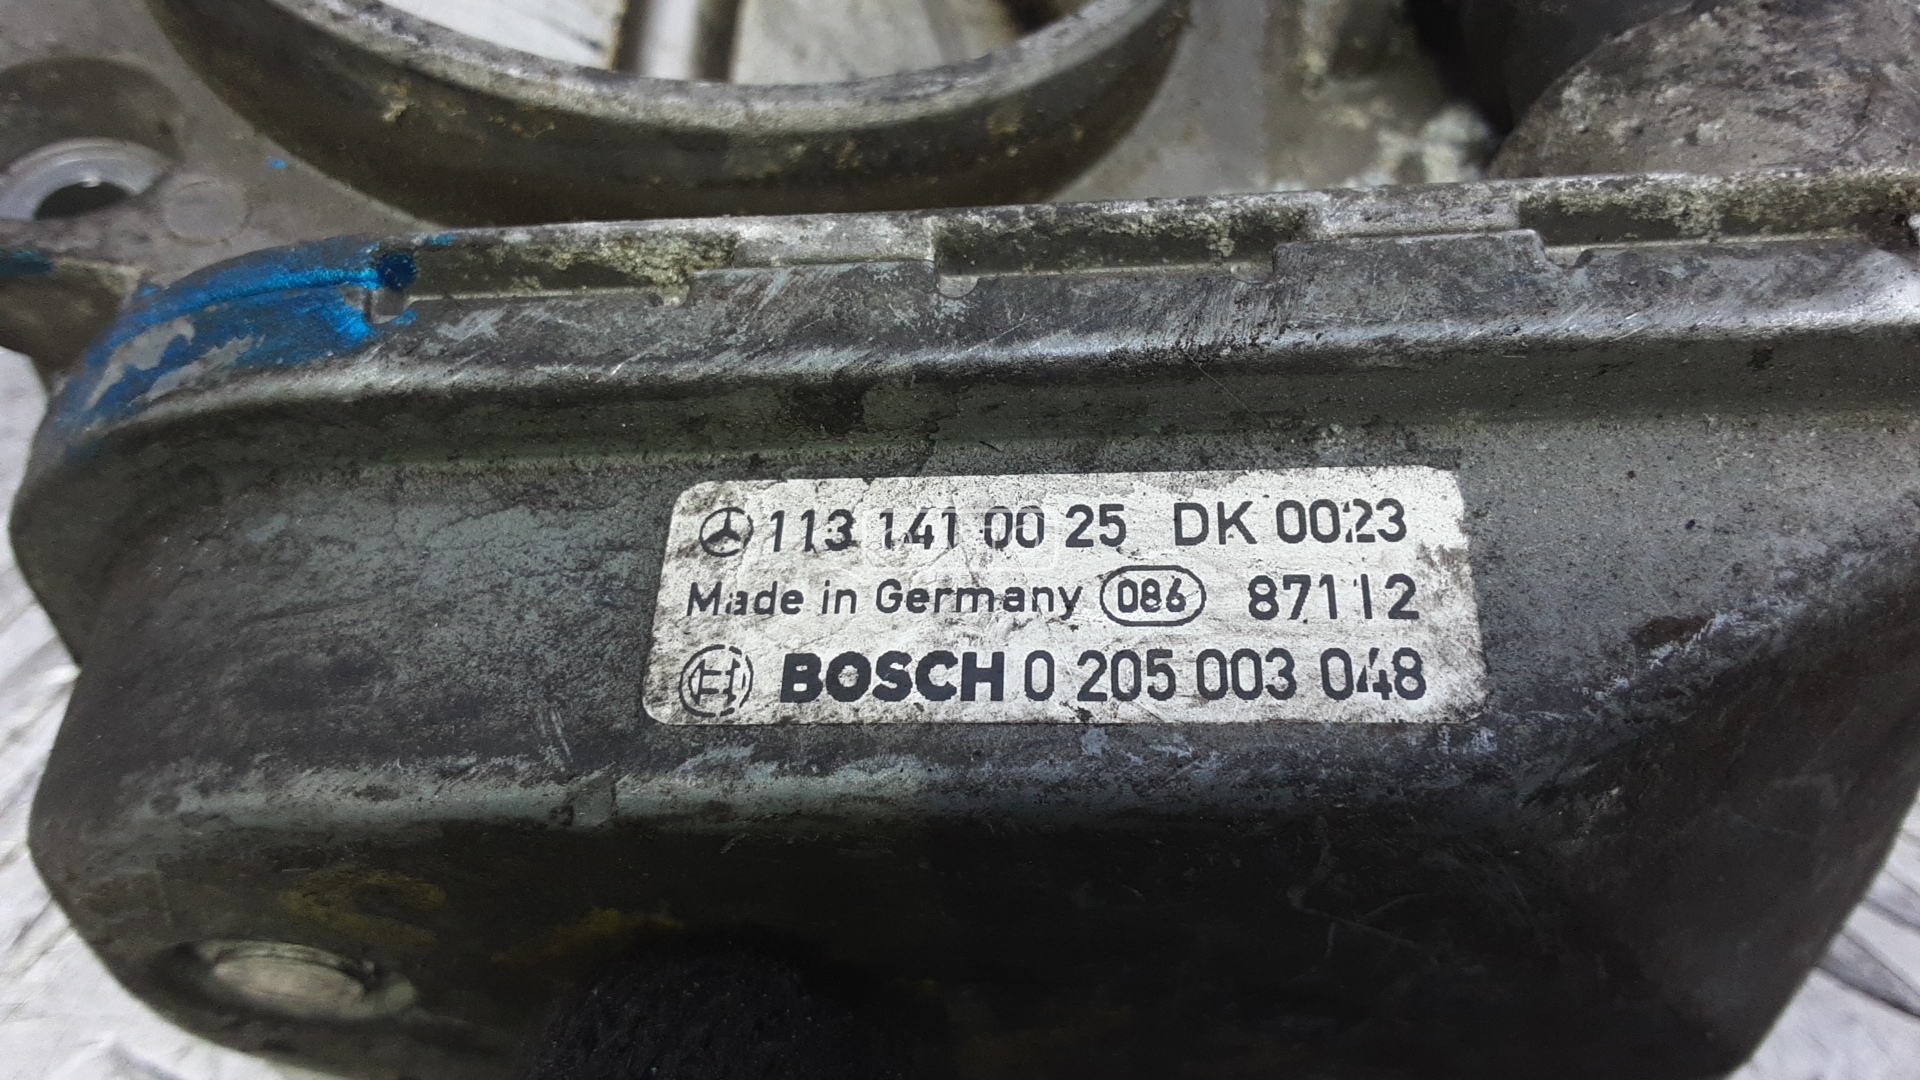 113 141 00 25 DK 0023
Made in Germany 086 87112
BOSCH 0 205 003 048